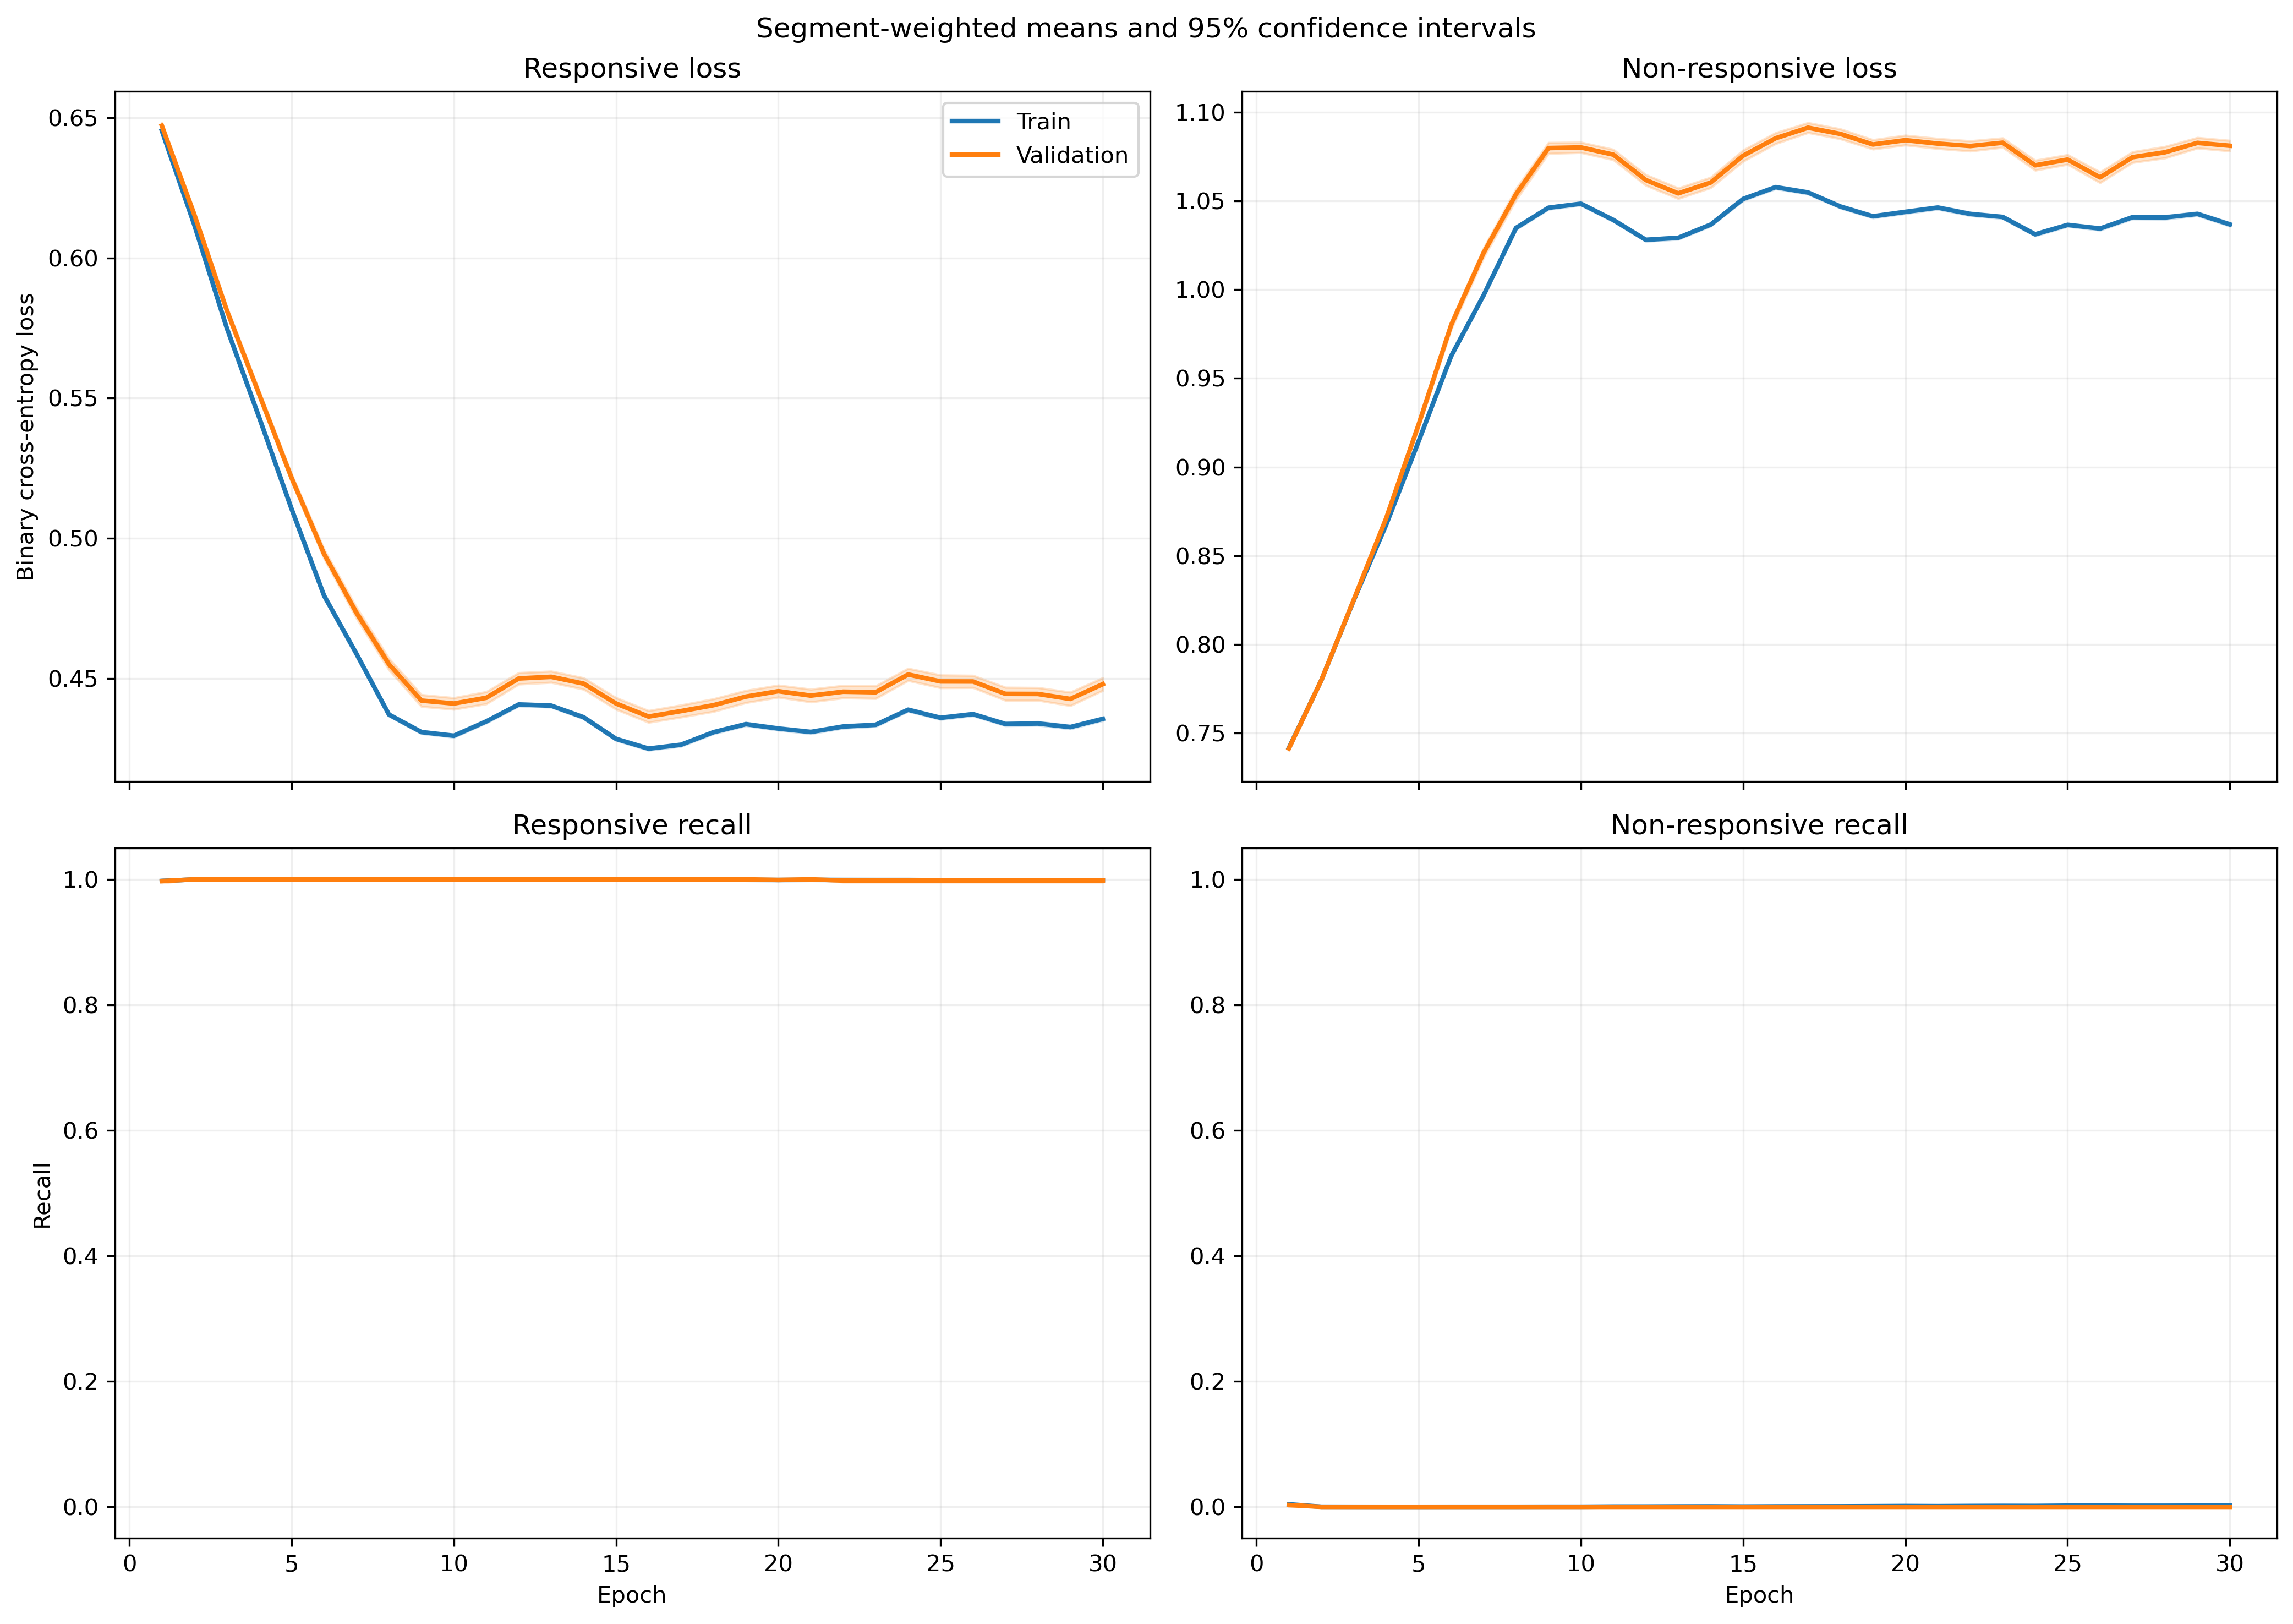 Segment-weighted means and 95% confidence intervals
Responsive loss
Binary cross-entropy loss
0.65
0.60
0.55
0.50
0.45
Train
Validation
Non-responsive loss
1.10
1.05
1.00
0.95
0.90
0.85
0.80
0.75
Responsive recall
Recall
1.0
0.8
0.6
0.4
0.2
0.0
0 5 10 15 20 25 30
Epoch
Non-responsive recall
1.0
0.8
0.6
0.4
0.2
0.0
0 5 10 15 20 25 30
Epoch